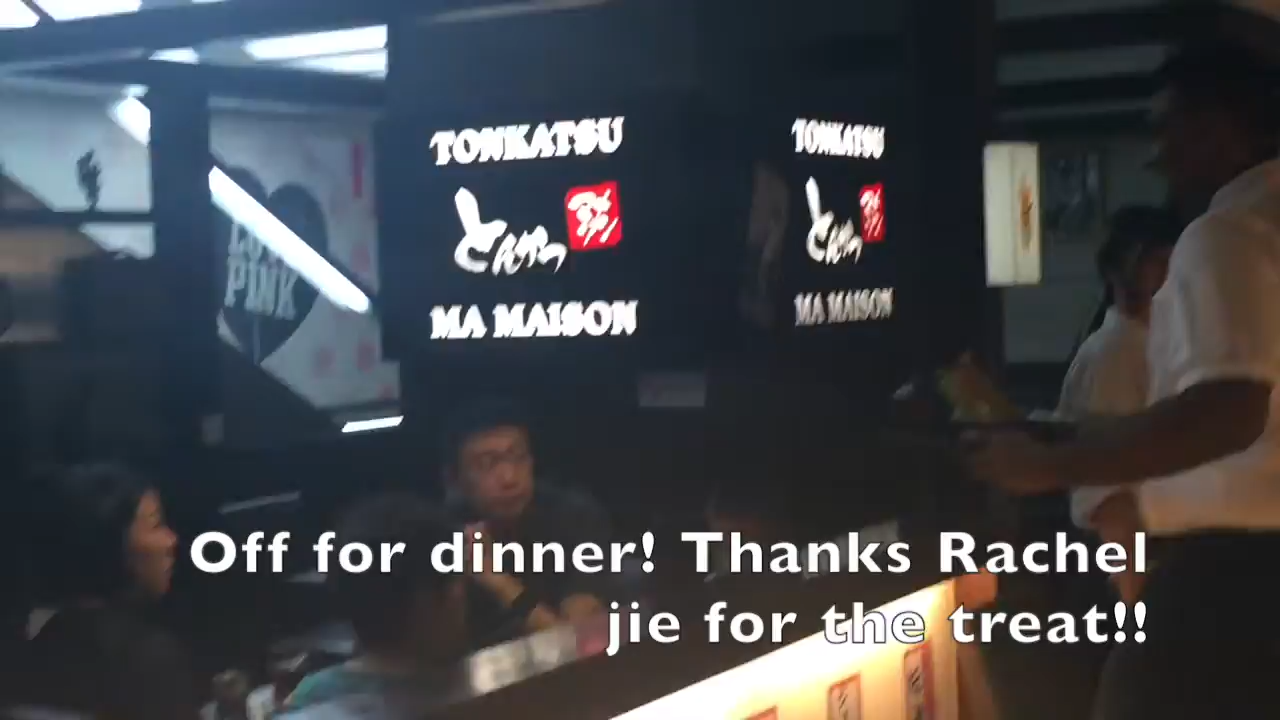 TONKATSU
とんかつ
MA MAISON
TONKATSU
とんかつ
MA MAISON
PINK
Off for dinner! Thanks Rachel
jie for the treat!!